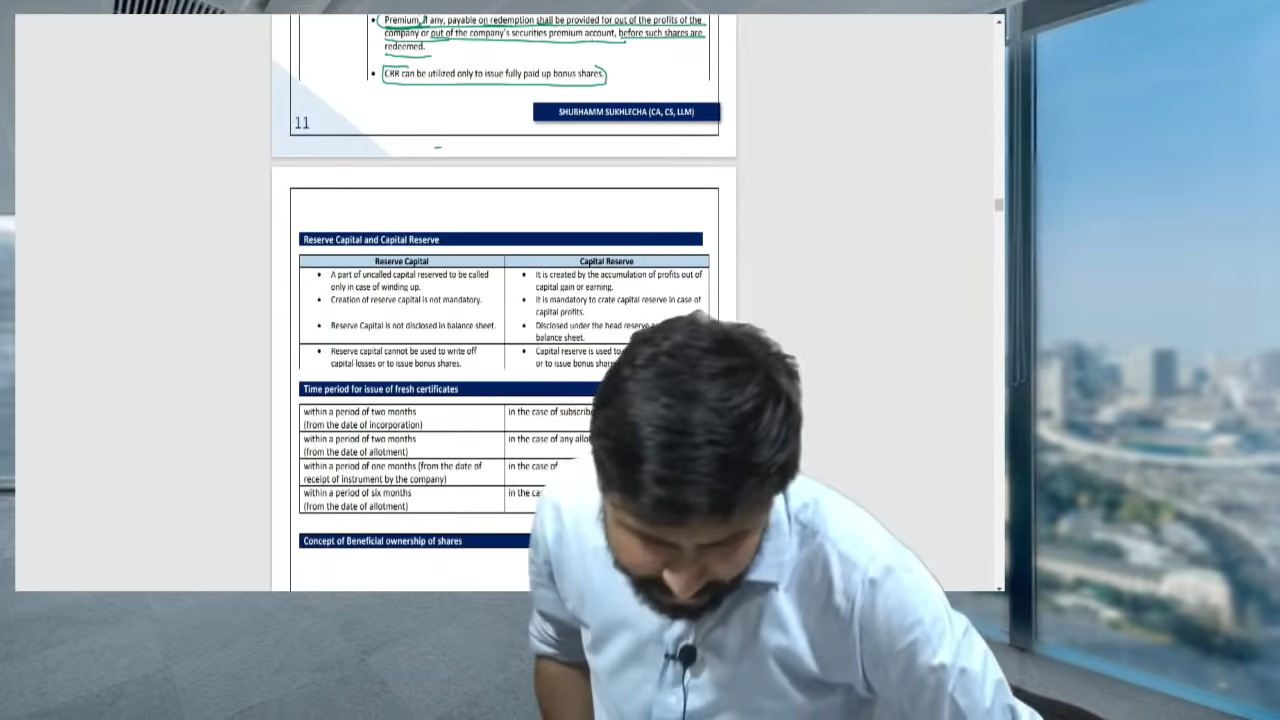 Premium, if any, payable on redemption shall be provided for out of the profits of the
company or out of the company's securities premium account, before such shares are
redeemed.
CRR can be utilized only to issue fully paid up bonus shares.
SHUBHAMM SUKHLECHA (CA, CS, LLM)
11
Reserve Capital and Capital Reserve
Reserve Capital
Capital Reserve
A part of uncalled capital reserved to be called
only in case of winding up.
It is created by the accumulation of profits out of
capital gain or earning.
Creation of reserve capital is not mandatory.
It is mandatory to crate capital reserve in case of
capital profits.
Reserve Capital is not disclosed in balance sheet.
Disclosed under the head reserve
balance sheet.
Reserve capital cannot be used to write off
capital losses or to issue bonus shares.
Capital reserve is used to
or to issue bonus
Time period for issue of fresh certificates
within a period of two months
(from the date of incorporation)
in the case of
within a period of two months
(from the date of allotment)
in the case of any
within a period of one months (from the date of
receipt of instrument by the company)
in the case of
within a period of six months
(from the date of allotment)
in the
Concept of Beneficial ownership of shares